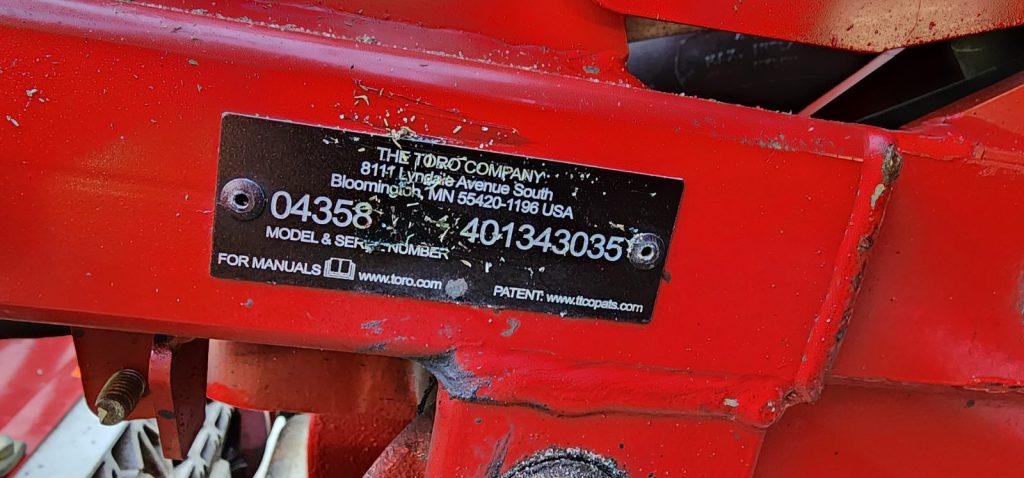 THE TORO COMPANY
8111 Lyndale Avenue South
Bloomington, MN 55420-1196 USA
04358 401343035
MODEL & SERIAL NUMBER
FOR MANUALS www.toro.com
PATENT: www.ttcopats.com